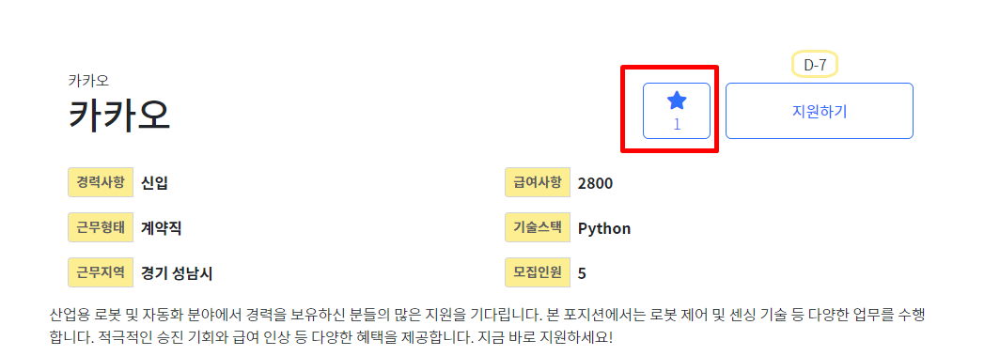 D-7
카카오
카카오
1
지원하기
경력사항 신입
급여사항 2800
근무형태 계약직
기술스택 Python
근무지역 경기 성남시
모집인원 5
산업용 로봇 및 자동화 분야에서 경력을 보유하신 분들의 많은 지원을 기다립니다. 본 포지션에서는 로봇 제어 및 센싱 기술 등 다양한 업무를 수행
합니다. 적극적인 승진 기회와 급여 인상 등 다양한 혜택을 제공합니다. 지금 바로 지원하세요!